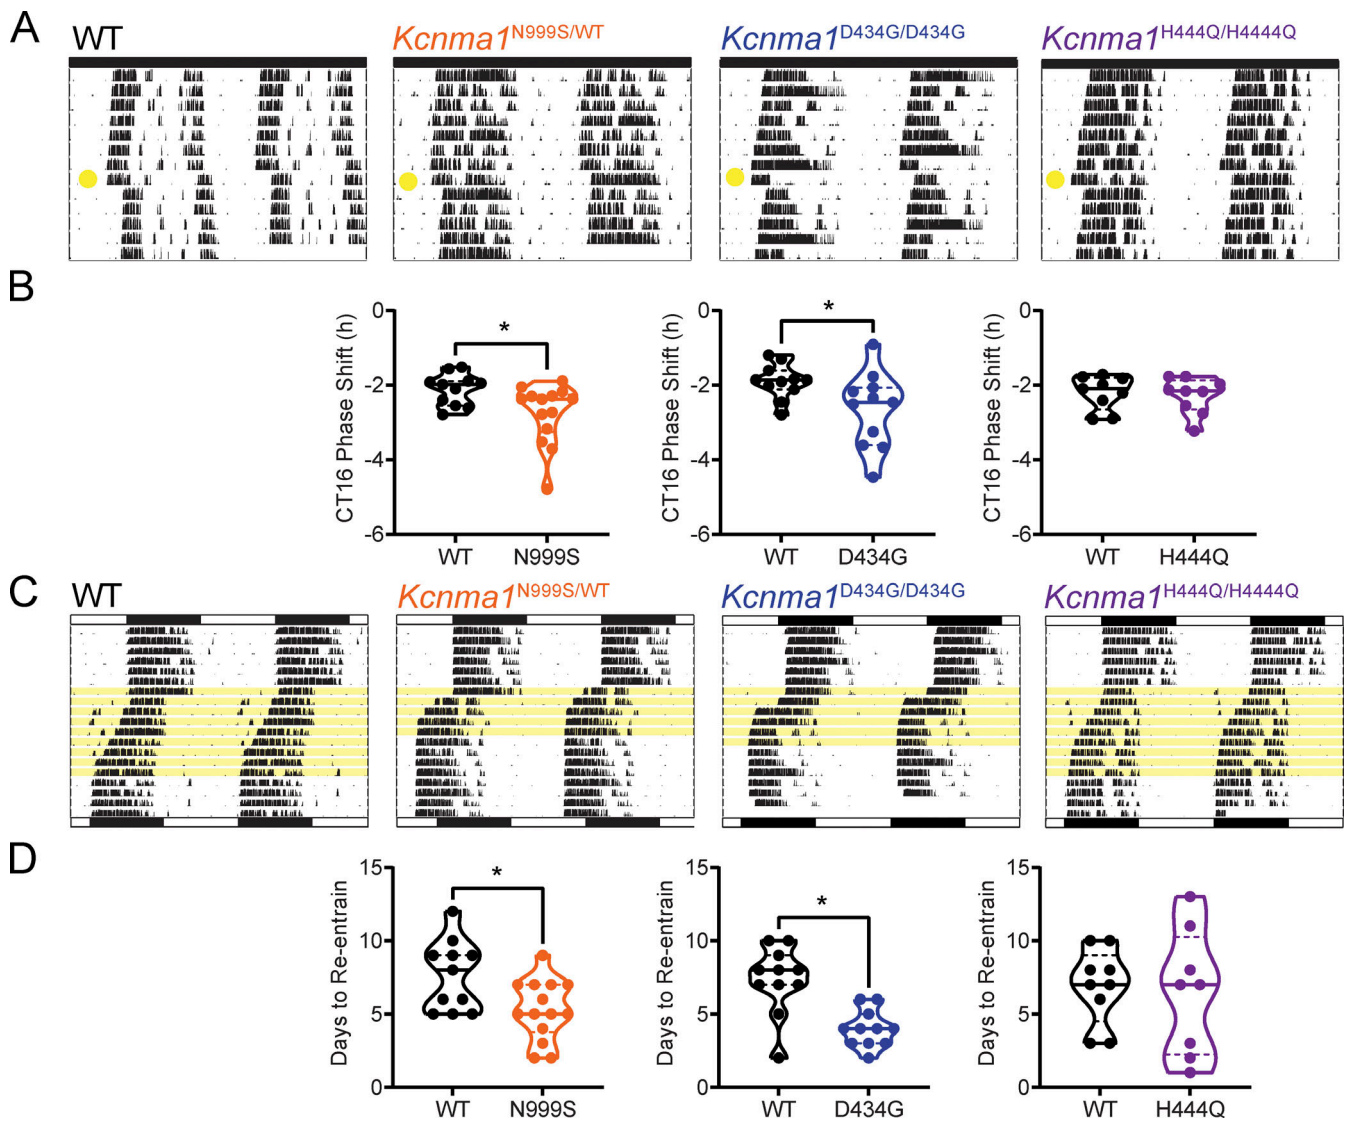 A
WT
Kcnma1N999S/WT
Kcnma1D434G/D434G
Kcnma1H444Q/H4444Q
B
CT16 Phase Shift (h)
0
-2
-4
-6
*
WT
N999S
CT16 Phase Shift (h)
0
-2
-4
-6
*
WT
D434G
CT16 Phase Shift (h)
0
-2
-4
-6
WT
H444Q
C
WT
Kcnma1N999S/WT
Kcnma1D434G/D434G
Kcnma1H444Q/H4444Q
D
Days to Re-entrain
15
10
5
0
*
WT
N999S
Days to Re-entrain
15
10
5
0
*
WT
D434G
Days to Re-entrain
15
10
5
0
WT
H444Q